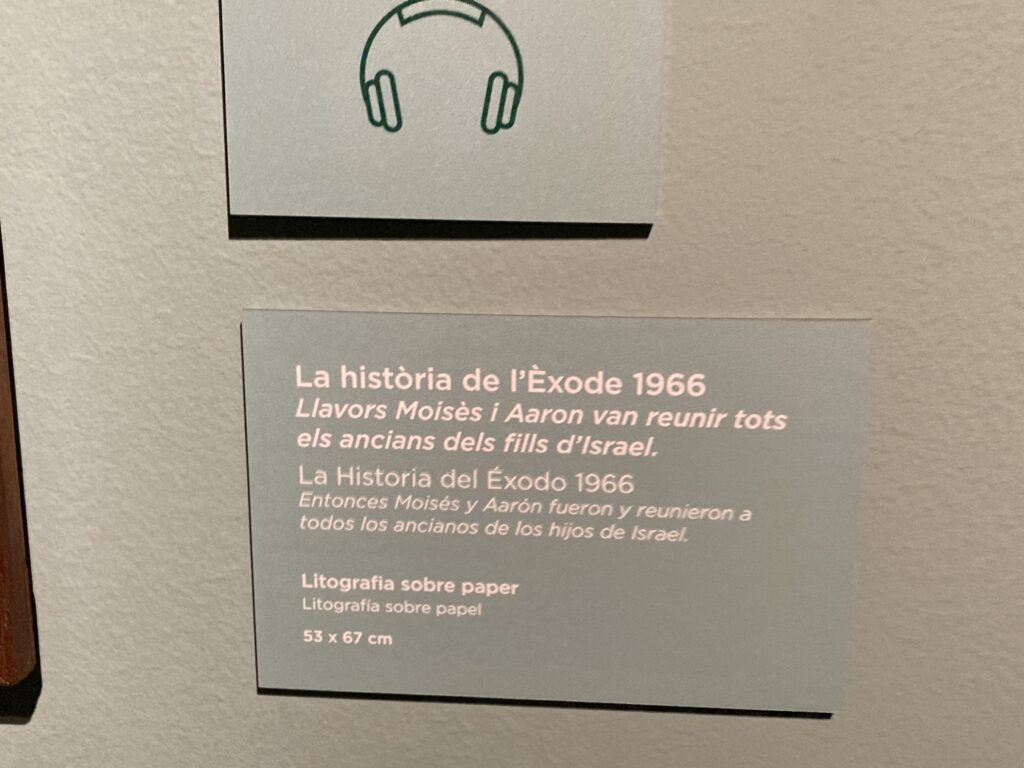 La història de l'Èxode 1966
Llavors Moisès i Aaron van reunir tots
els ancians dels fills d'Israel.
La Historia del Éxodo 1966
Entonces Moisés y Aarón fueron y reunieron a
todos los ancianos de los hijos de Israel.
Litografia sobre paper
Litografía sobre papel
53 x 67 cm